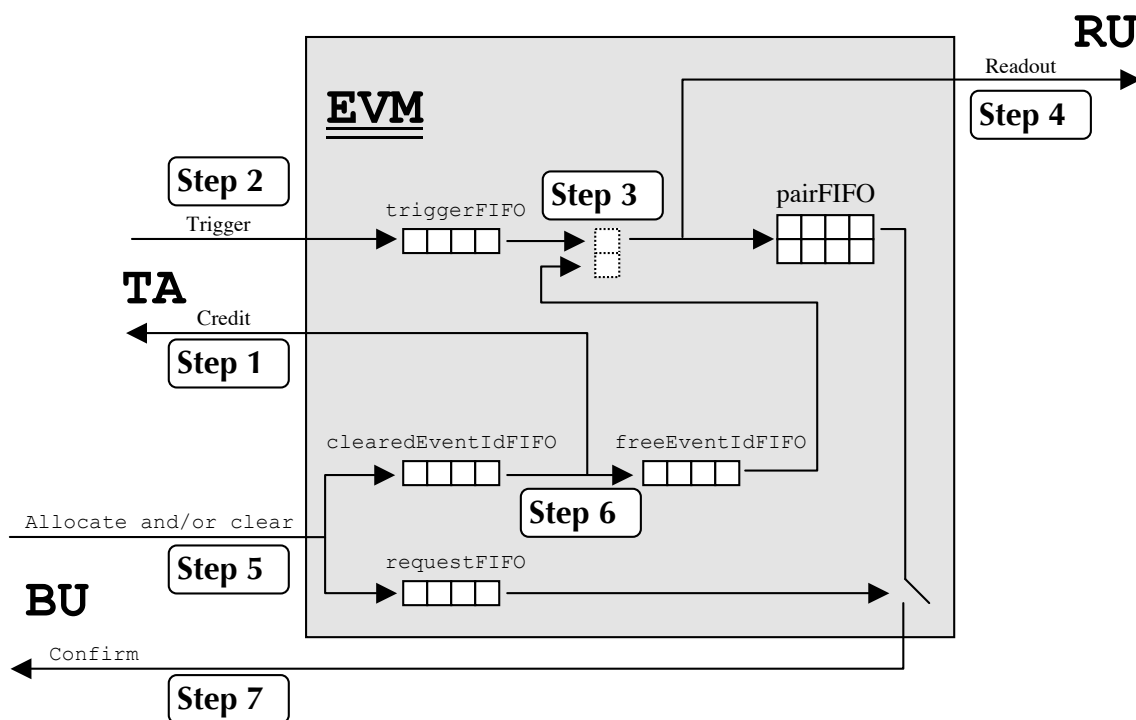 RU
Readout
Step 4
EVM
Step 2
Step 3
triggerFIFO
pairFIFO
Trigger
TA
Credit
Step 1
clearedEventIdFIFO
freeEventIdFIFO
Step 6
Allocate and/or clear
Step 5
requestFIFO
BU
Confirm
Step 7